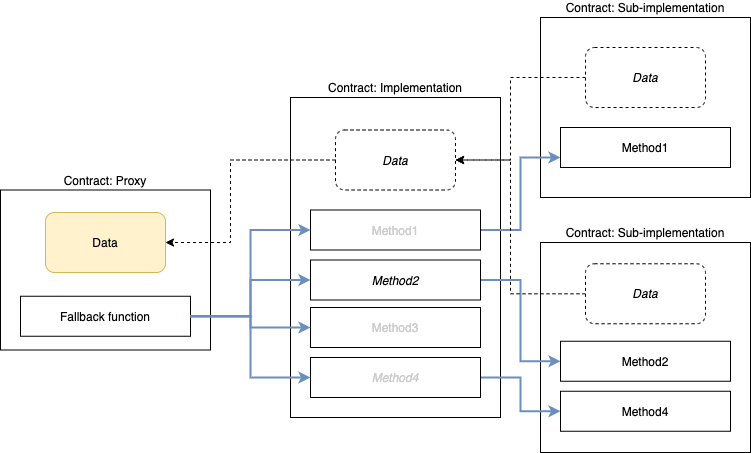 Contract: Proxy
Data
Fallback function
Contract: Implementation
Data
Method1
Method2
Method3
Method4
Contract: Sub-implementation
Data
Method1
Contract: Sub-implementation
Data
Method2
Method4